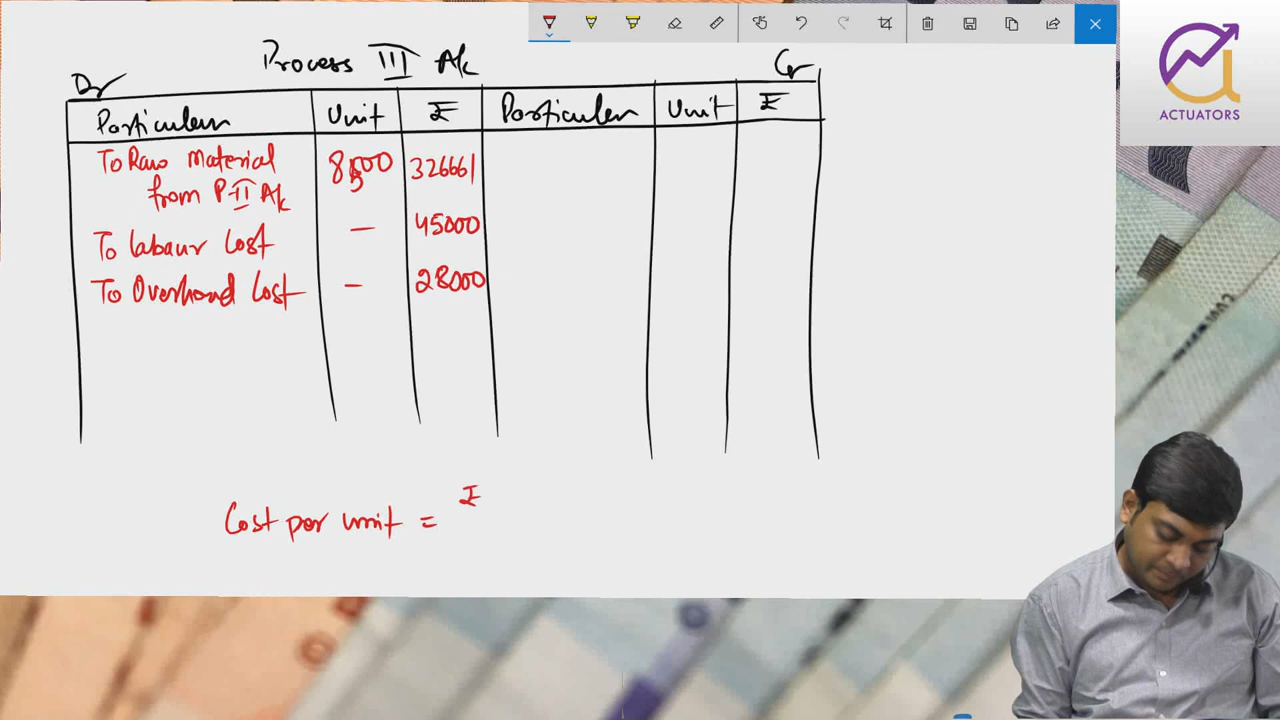 Process III A/c
Dr
Cr
Particulars Unit ₹ Particulars Unit ₹
To Raw Material from P-II A/c 8500 326661
To Labour Cost — 45000
To Overhead Cost — 28000
Cost per unit = ₹
ACTUATORS